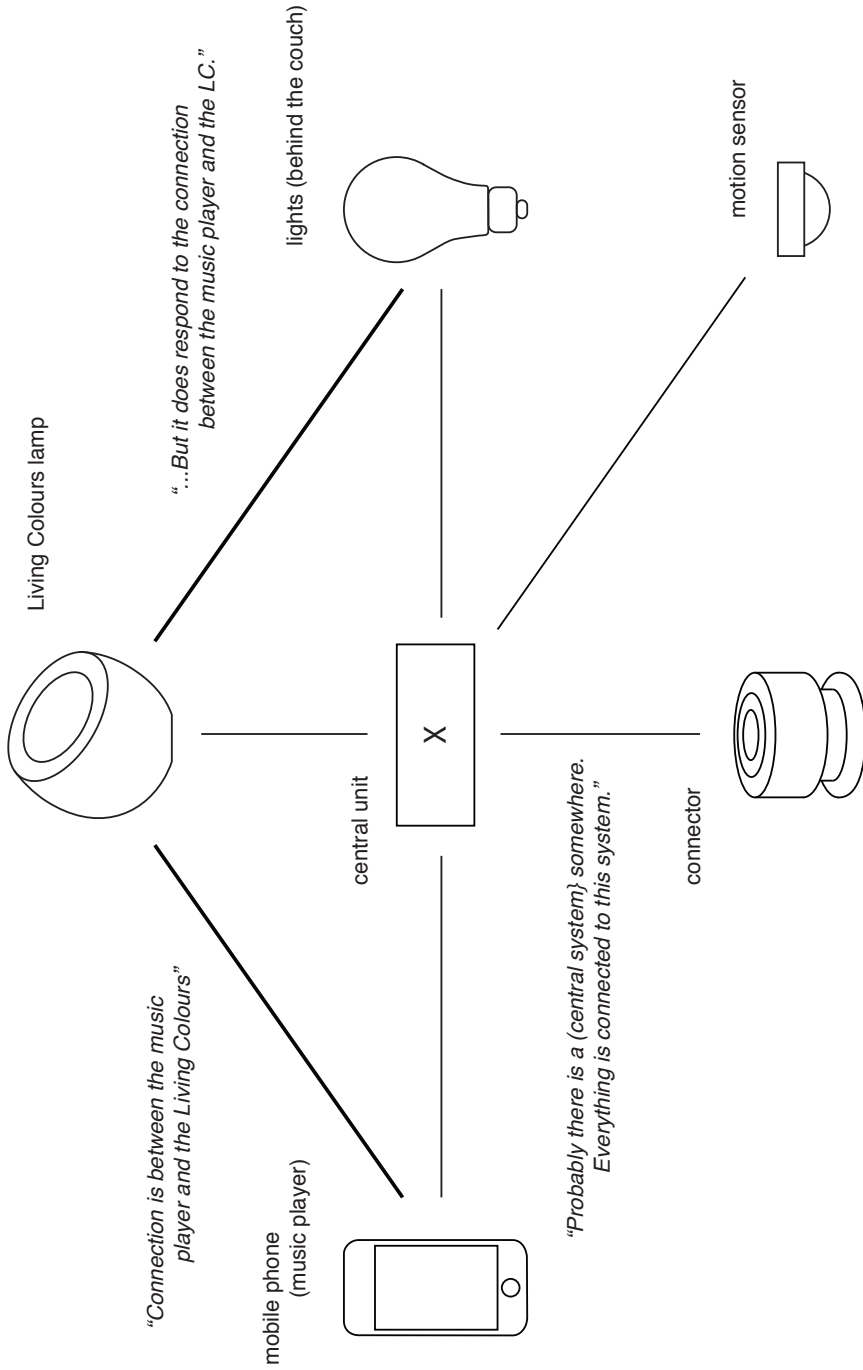 Living Colours lamp
“Connection is between the music
player and the Living Colours”
“...But it does respond to the connection
between the music player and the LC.”
mobile phone
(music player)
lights (behind the couch)
central unit
X
“Probably there is a (central system} somewhere.
Everything is connected to this system.”
connector
motion sensor